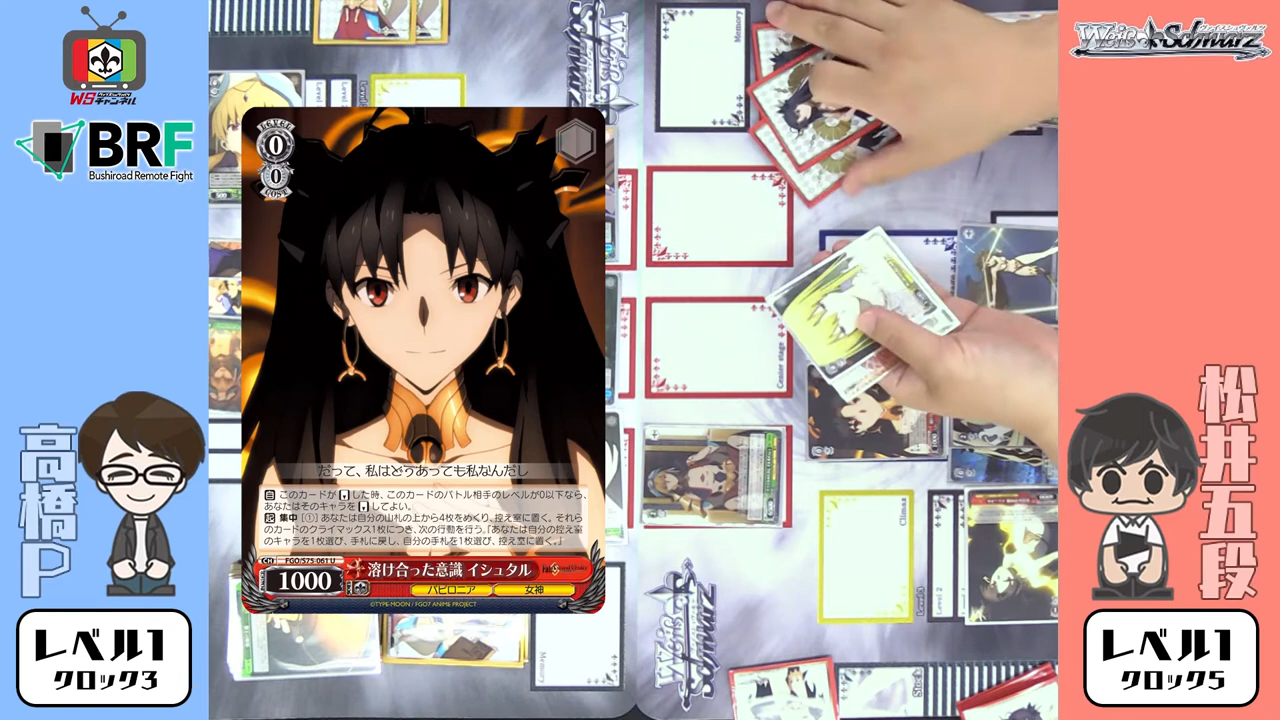 WSチャンネル
BRF
Bushiroad Remote Fight
高橋P
レベル1
クロック3
LEVEL
0
0
COST
だって、私はどうあっても私なんだし
このカードが した時、このカードのバトル相手のレベルが0以下なら、
あなたはそのキャラを してよい。
集中 [①] あなたは自分の山札の上から4枚をめくり、控え室に置く。それら
のカードのクライマックス1枚につき、次の行動を行う。『あなたは自分の控え室
のキャラを1枚選び、手札に戻し、自分の手札を1枚選び、控え室に置く。』
CH
FGO/S75-061 U
1000
溶け合った意識 イシュタル
バビロニア
女神
©TYPE-MOON / FGO7 ANIME PROJECT
Memory
Center stage
Climax
Level 2
Stock
Memory
Weiß Schwarz
松井五段
レベル1
クロック5